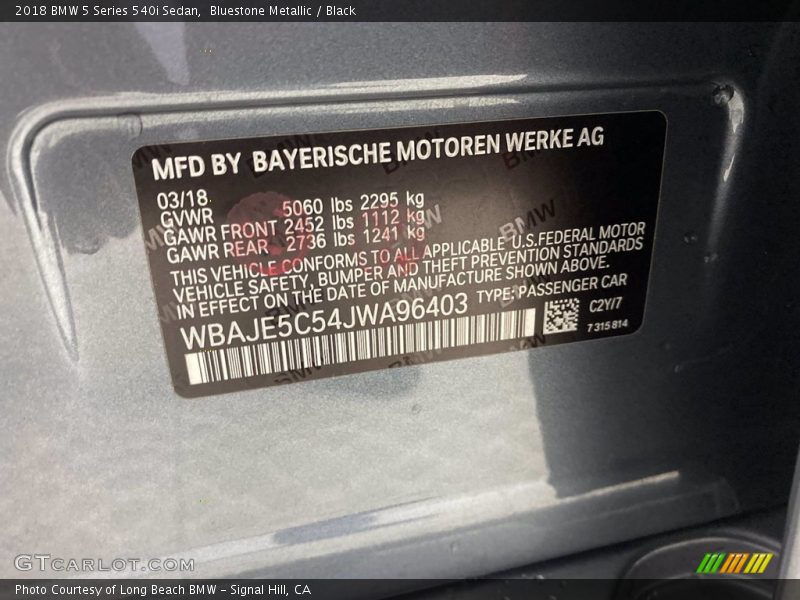 2018 BMW 5 Series 540i Sedan,  Bluestone Metallic / Black
MFD BY BAYERISCHE MOTOREN WERKE AG
03/18
GVWR 5060 lbs 2295 kg
GAWR FRONT 2452 lbs 1112 kg
GAWR REAR 2736 lbs 1241 kg
THIS VEHICLE CONFORMS TO ALL APPLICABLE U.S.FEDERAL MOTOR
VEHICLE SAFETY, BUMPER AND THEFT PREVENTION STANDARDS
IN EFFECT ON THE DATE OF MANUFACTURE SHOWN ABOVE.
WBAJE5C54JWA96403 TYPE: PASSENGER CAR
C2Y/7
7 315 814
GTCARLOT.COM
Photo Courtesy of Long Beach BMW – Signal Hill, CA